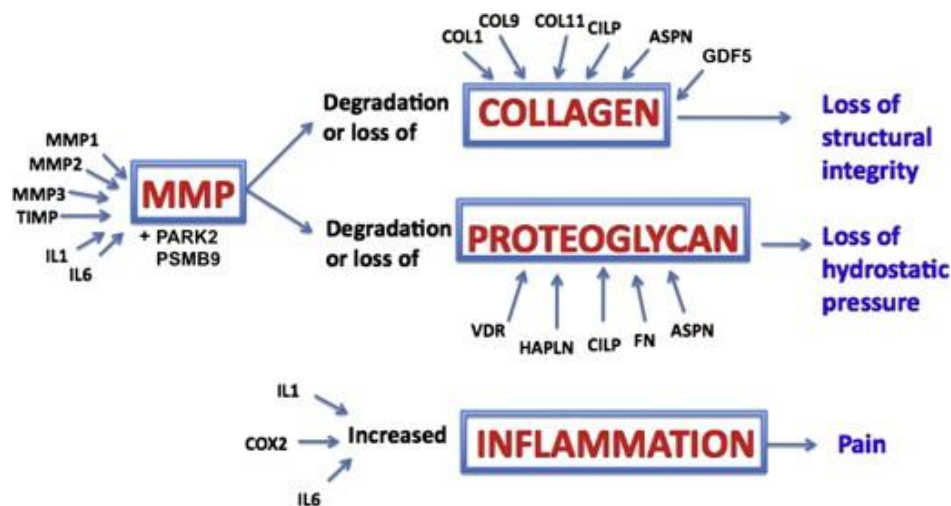 COL1
COL9
COL11
CILP
ASPN
GDF5
Degradation
or loss of
COLLAGEN
Loss of
structural
integrity
MMP1
MMP2
MMP3
TIMP
IL1
IL6
MMP
+ PARK2
PSMB9
Degradation
or loss of
PROTEOGLYCAN
Loss of
hydrostatic
pressure
VDR
HAPLN
CILP
FN
ASPN
IL1
COX2
IL6
Increased
INFLAMMATION
Pain